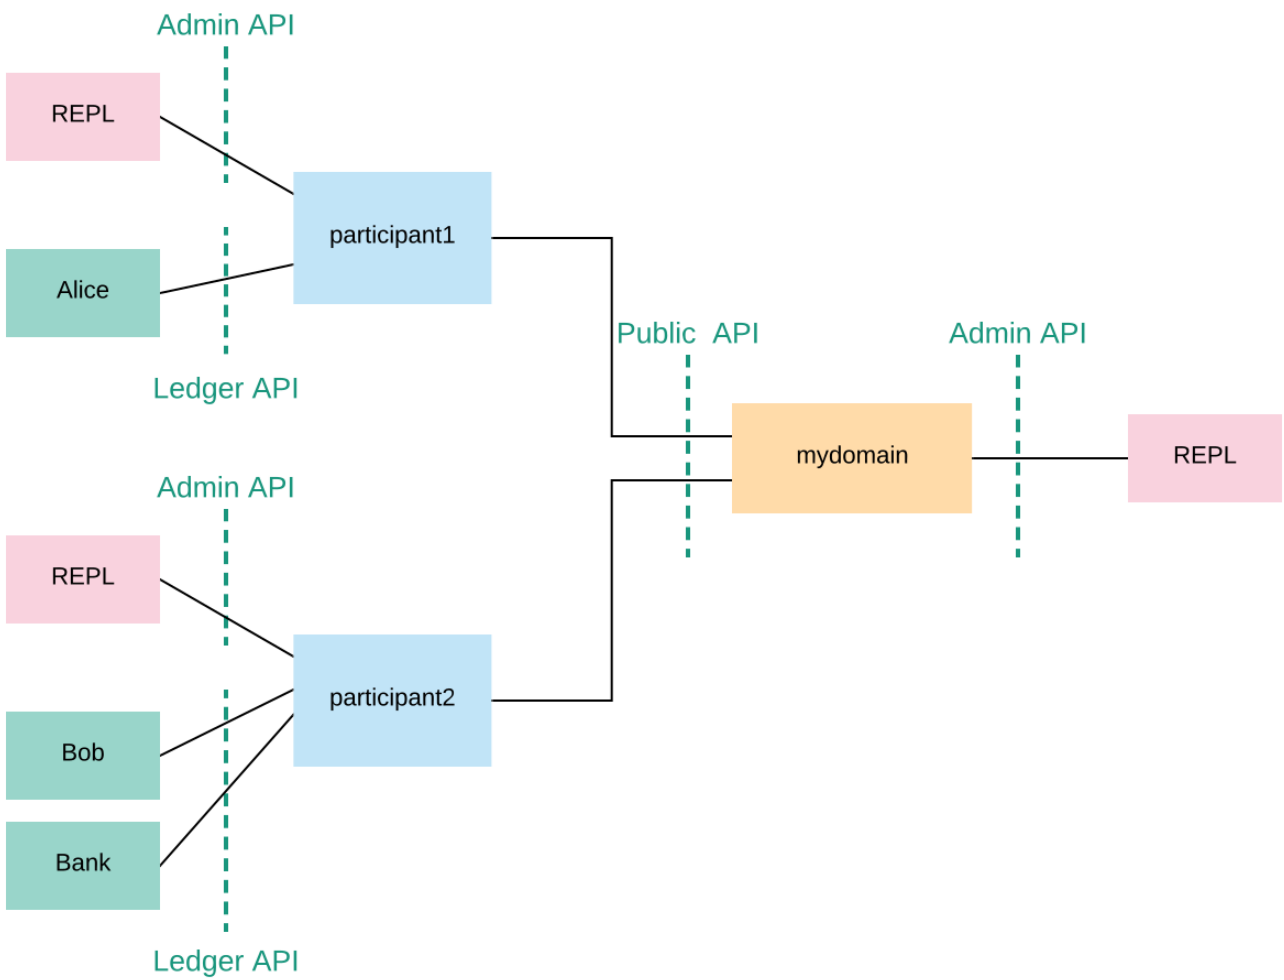 Admin API
REPL
participant1
Alice
Ledger API
Public API
Admin API
mydomain
REPL
Admin API
REPL
participant2
Bob
Bank
Ledger API